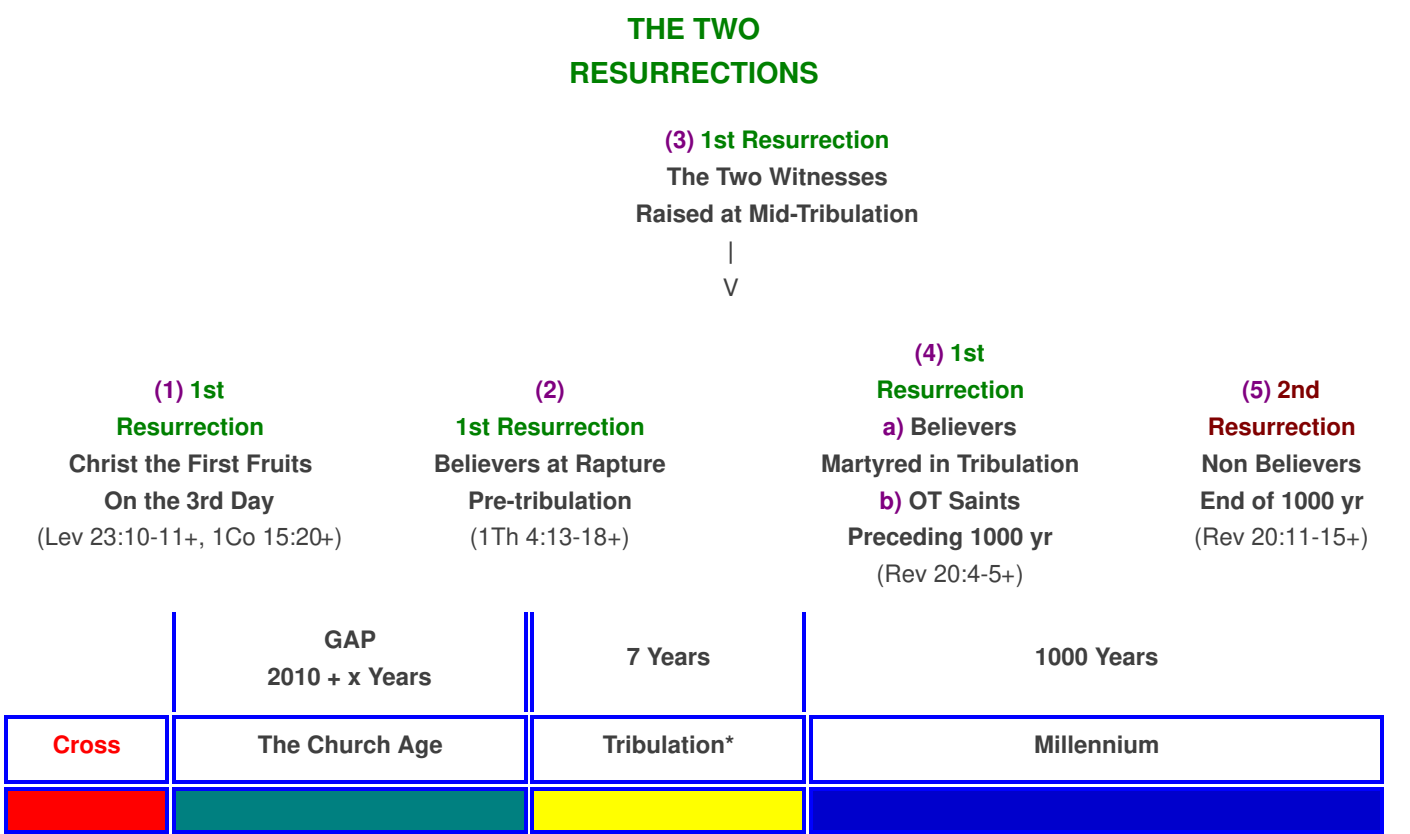 THE TWO
RESURRECTIONS
(3) 1st Resurrection
The Two Witnesses
Raised at Mid-Tribulation
|
V
(1) 1st
Resurrection
Christ the First Fruits
On the 3rd Day
(Lev 23:10-11+, 1Co 15:20+)
(2)
1st Resurrection
Believers at Rapture
Pre-tribulation
(1Th 4:13-18+)
(4) 1st
Resurrection
a) Believers
Martyred in Tribulation
b) OT Saints
Preceding 1000 yr
(Rev 20:4-5+)
(5) 2nd
Resurrection
Non Believers
End of 1000 yr
(Rev 20:11-15+)
GAP
2010 + x Years
7 Years
1000 Years
Cross
The Church Age
Tribulation*
Millennium